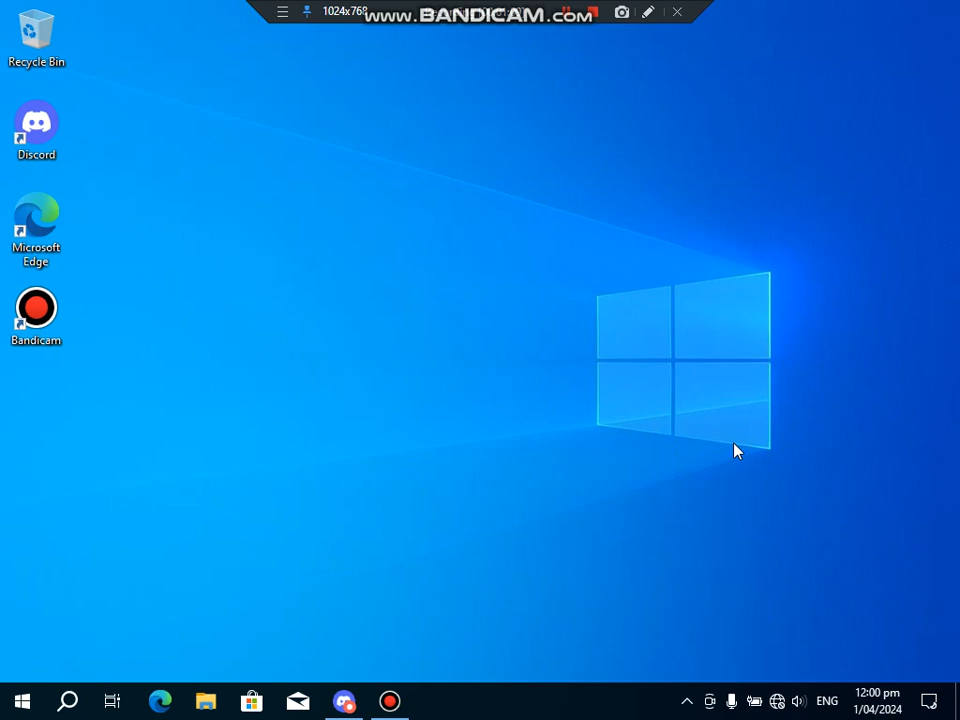 1024x768
www.BANDICAM.com
Recycle Bin
Discord
Microsoft
Edge
Bandicam
ENG
12:00 pm
1/04/2024